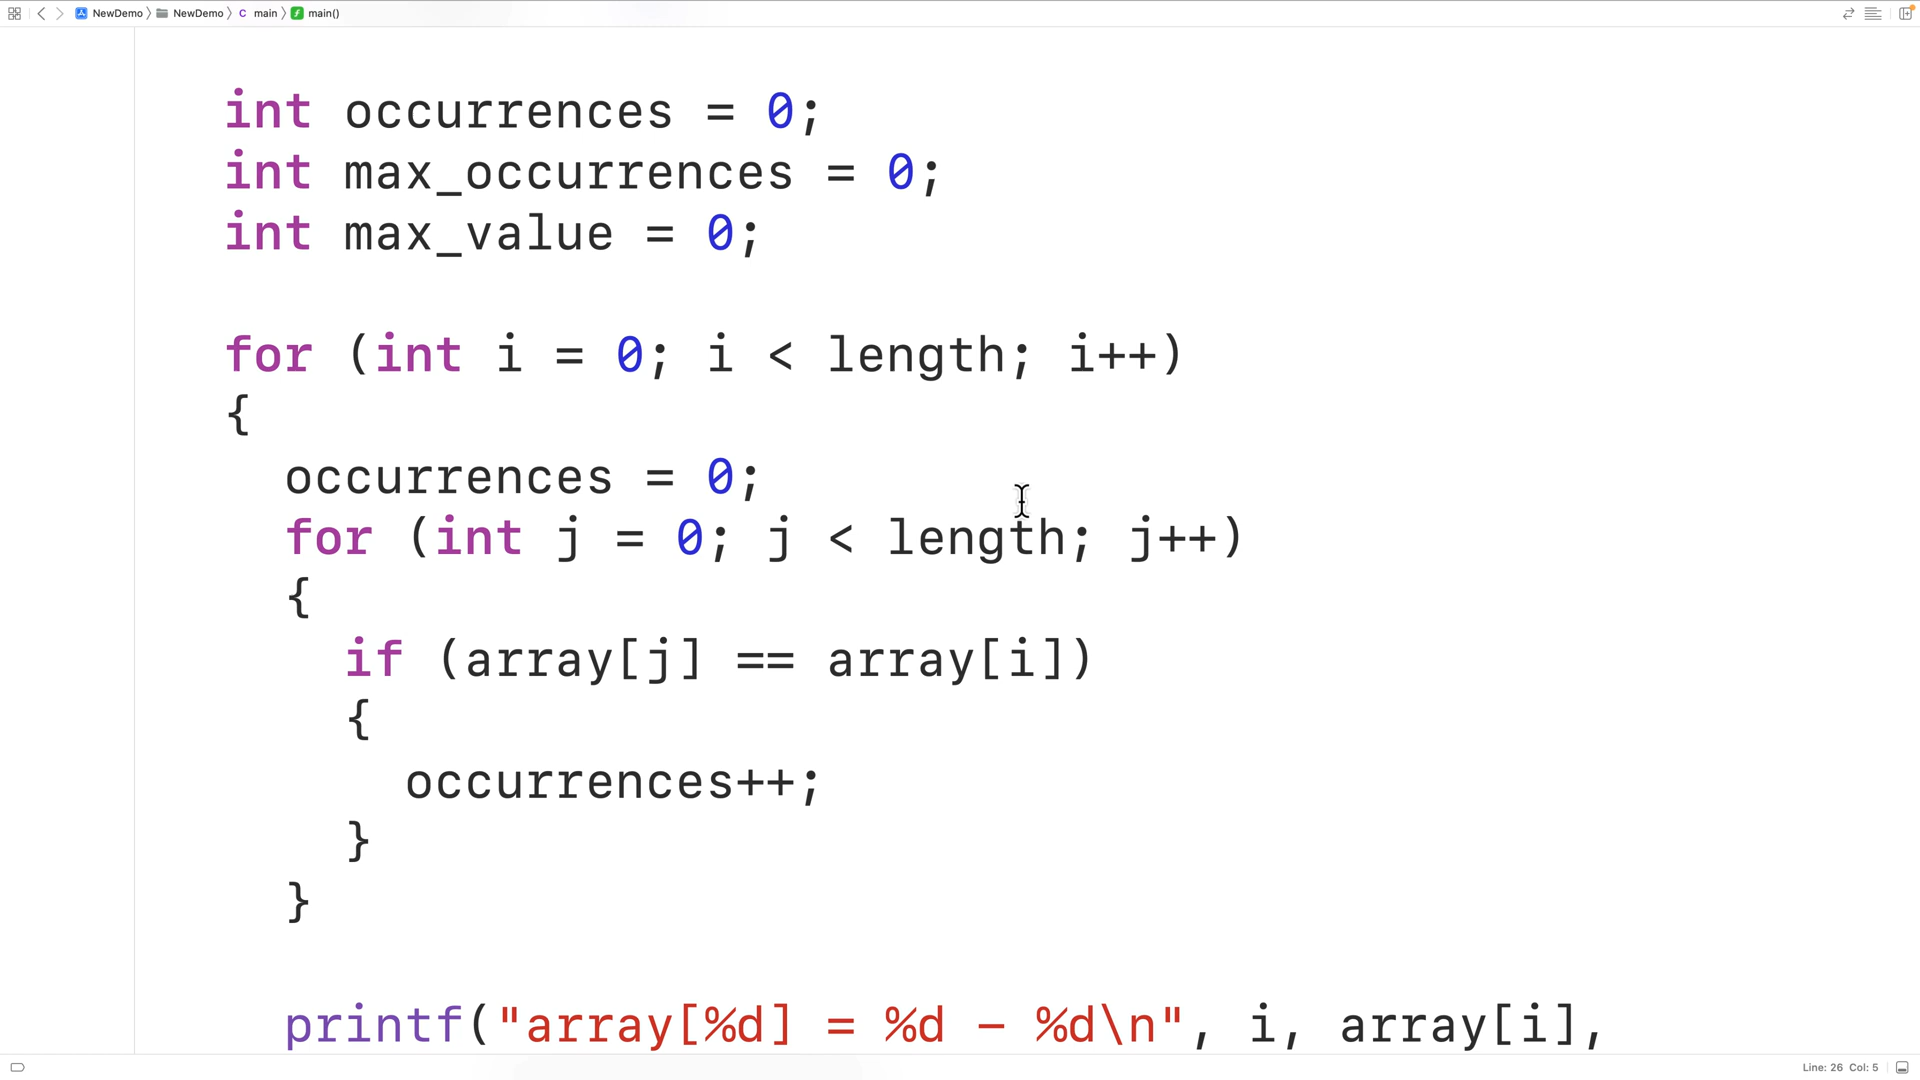 NewDemo NewDemo C main f main()
int occurrences = 0;
int max_occurrences = 0;
int max_value = 0;
for (int i = 0; i < length; i++)
{
occurrences = 0;
for (int j = 0; j < length; j++)
{
if (array[j] == array[i])
{
occurrences++;
}
}
printf("array[%d] = %d - %d\n", i, array[i],
Line: 26 Col: 5